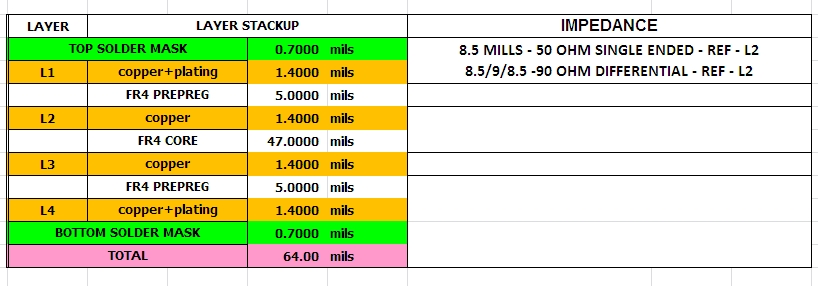 LAYER LAYER STACKUP IMPEDANCE
TOP SOLDER MASK 0.7000 mils 8.5 MILLS - 50 OHM SINGLE ENDED - REF - L2
L1 copper+plating 1.4000 mils 8.5/9/8.5 -90 OHM DIFFERENTIAL - REF - L2
FR4 PREPREG 5.0000 mils
L2 copper 1.4000 mils
FR4 CORE 47.0000 mils
L3 copper 1.4000 mils
FR4 PREPREG 5.0000 mils
L4 copper+plating 1.4000 mils
BOTTOM SOLDER MASK 0.7000 mils
TOTAL 64.00 mils